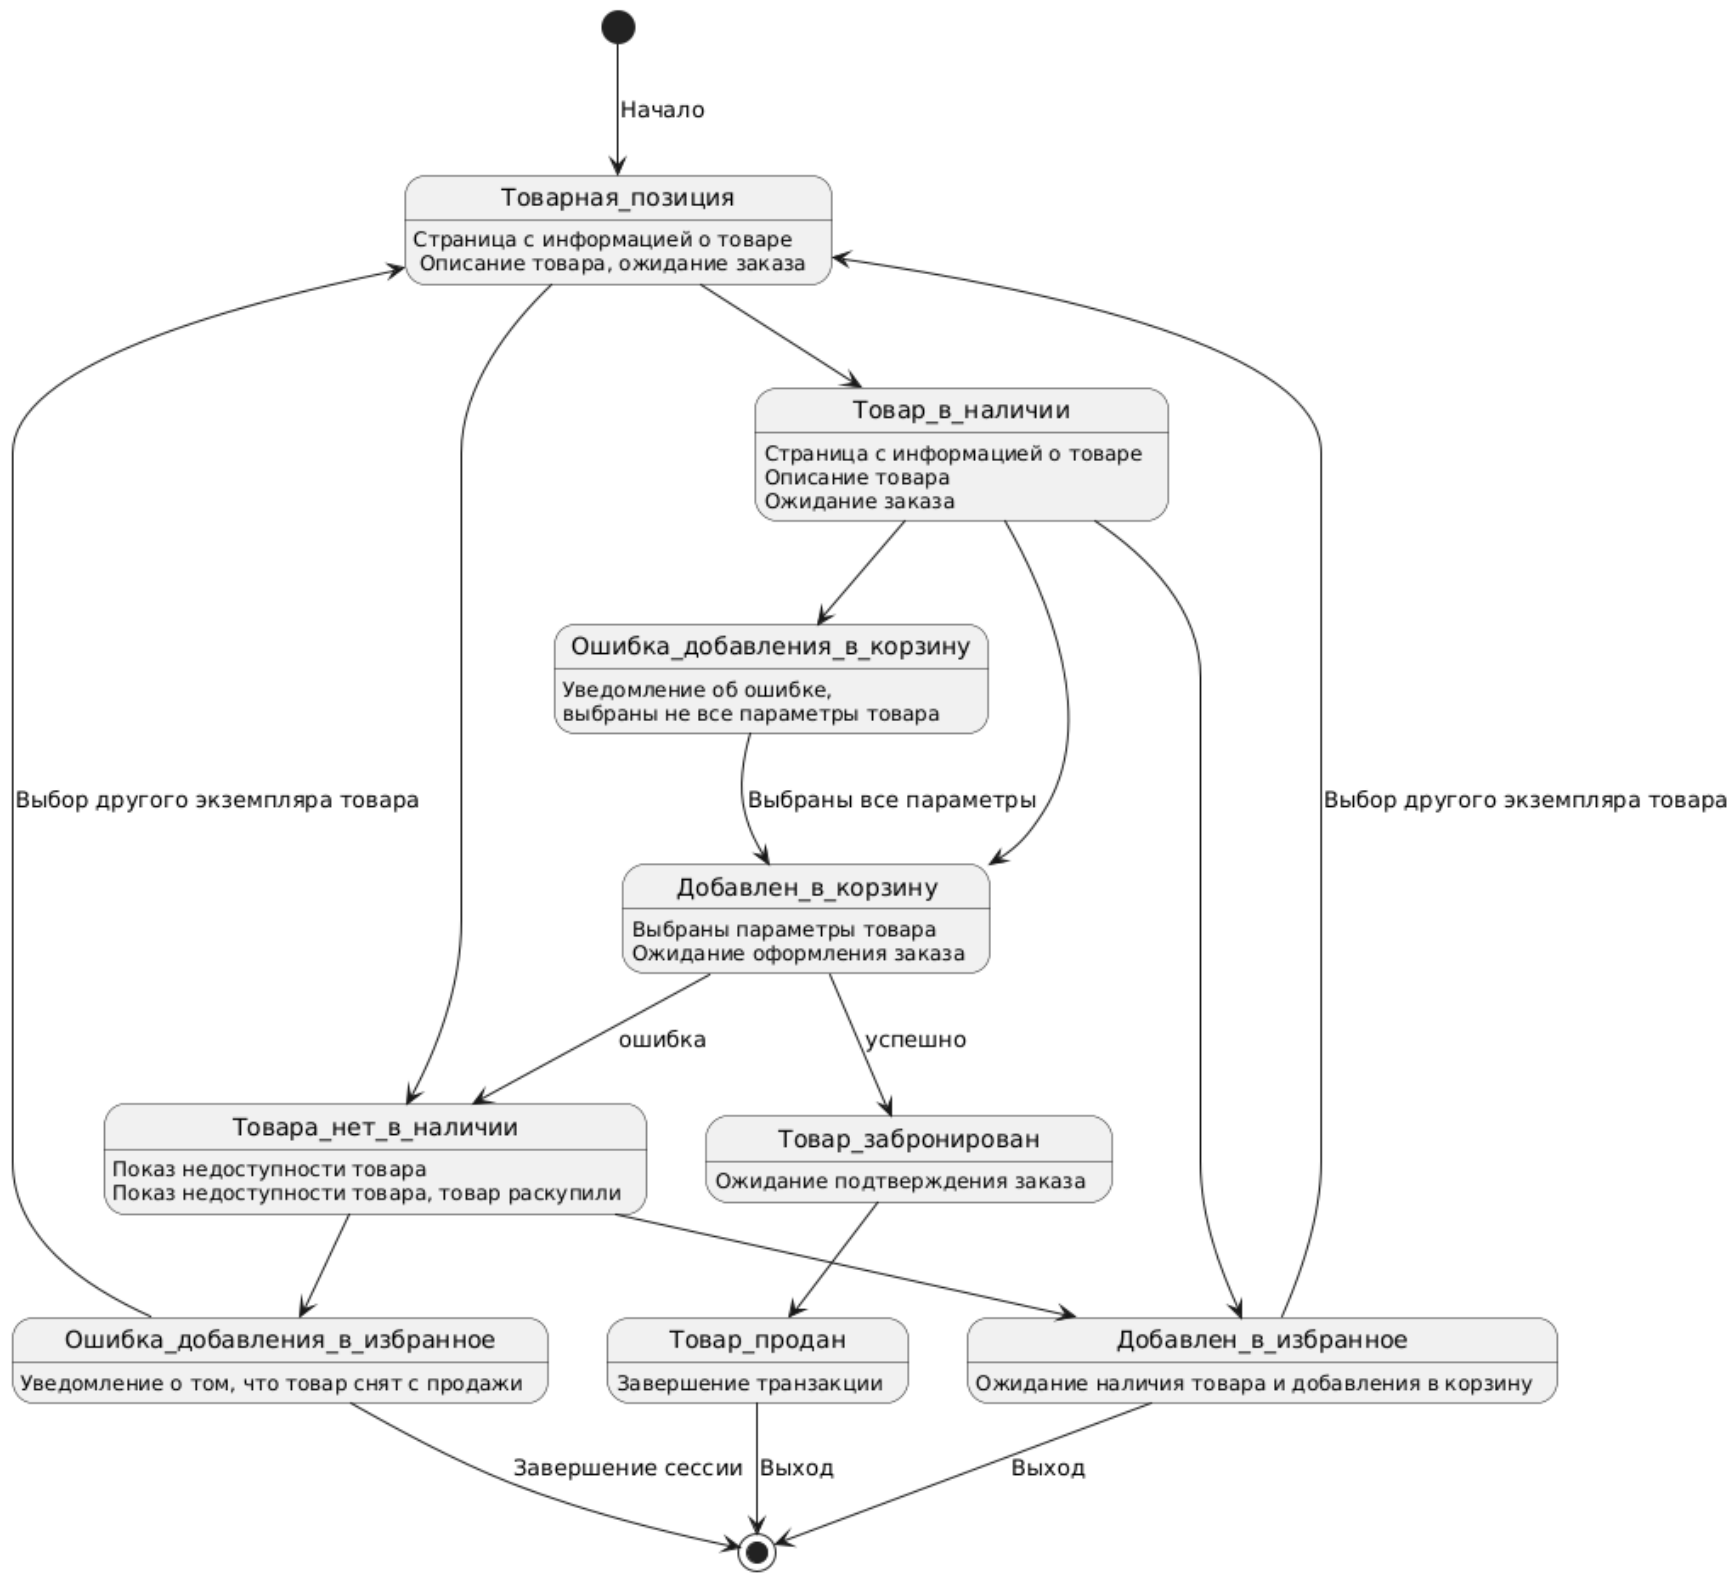 Начало
Товарная_позиция
Страница с информацией о товаре
Описание товара, ожидание заказа
Товар_в_наличии
Страница с информацией о товаре
Описание товара
Ожидание заказа
Ошибка_добавления_в_корзину
Уведомление об ошибке,
выбраны не все параметры товара
Выбор другого экземпляра товара
Выбраны все параметры
Выбор другого экземпляра товара
Добавлен_в_корзину
Выбраны параметры товара
Ожидание оформления заказа
ошибка
успешно
Товара_нет_в_наличии
Показ недоступности товара
Показ недоступности товара, товар раскупили
Товар_забронирован
Ожидание подтверждения заказа
Ошибка_добавления_в_избранное
Уведомление о том, что товар снят с продажи
Товар_продан
Завершение транзакции
Добавлен_в_избранное
Ожидание наличия товара и добавления в корзину
Завершение сессии
Выход
Выход